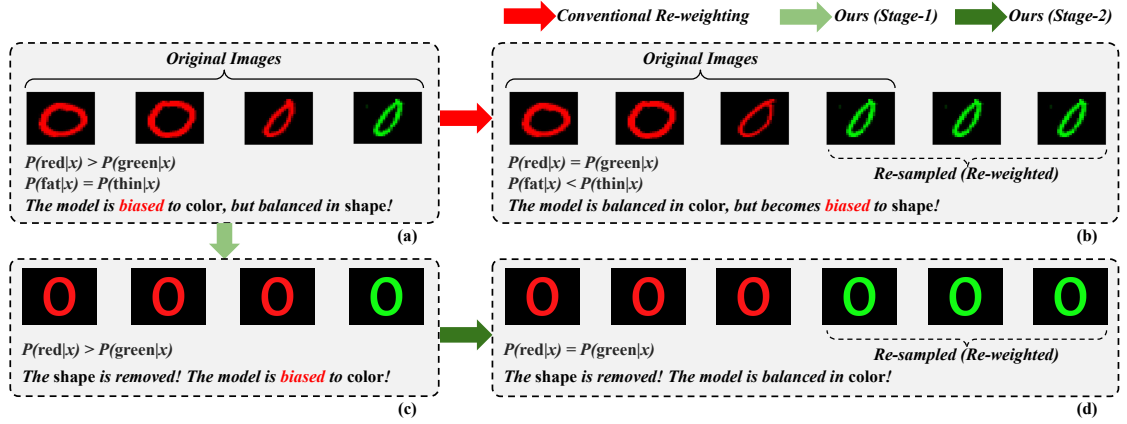 Conventional Re-weighting
Ours (Stage-1)
Ours (Stage-2)
Original Images
P(red|x) > P(green|x)
P(fat|x) = P(thin|x)
The model is biased to color, but balanced in shape!
(a)
Original Images
P(red|x) = P(green|x)
P(fat|x) < P(thin|x)
Re-sampled (Re-weighted)
The model is balanced in color, but becomes biased to shape!
(b)
P(red|x) > P(green|x)
The shape is removed! The model is biased to color!
(c)
P(red|x) = P(green|x)
Re-sampled (Re-weighted)
The shape is removed! The model is balanced in color!
(d)